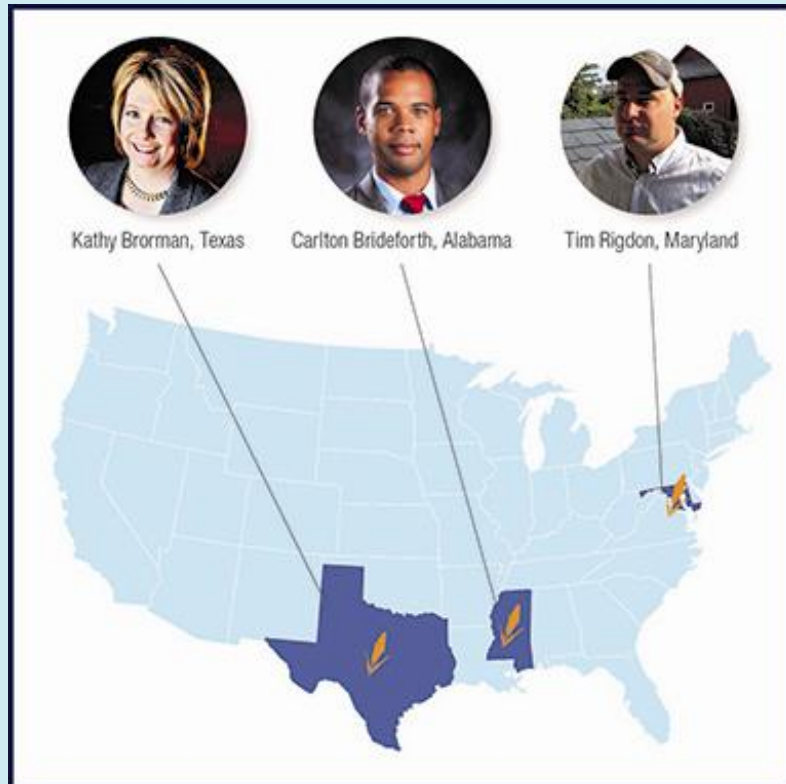 Kathy Brorman, Texas
Carlton Brideforth, Alabama
Tim Rigdon, Maryland